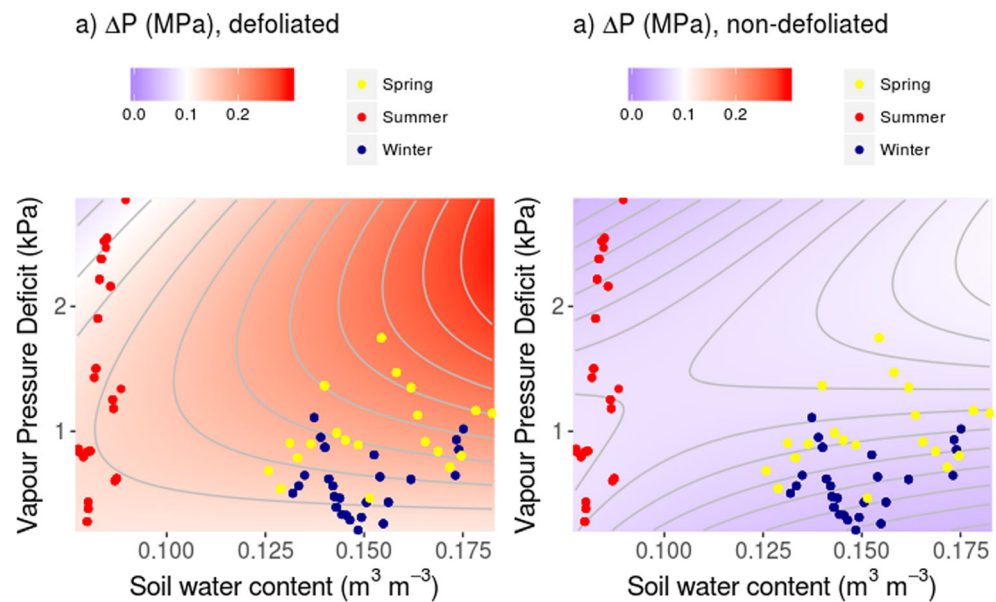 a) ΔP (MPa), defoliated
0.0 0.1 0.2
Spring
Summer
Winter
Vapour Pressure Deficit (kPa)
2
1
0.100 0.125 0.150 0.175
Soil water content (m³ m⁻³)
a) ΔP (MPa), non-defoliated
0.0 0.1 0.2
Spring
Summer
Winter
Vapour Pressure Deficit (kPa)
2
1
0.100 0.125 0.150 0.175
Soil water content (m³ m⁻³)